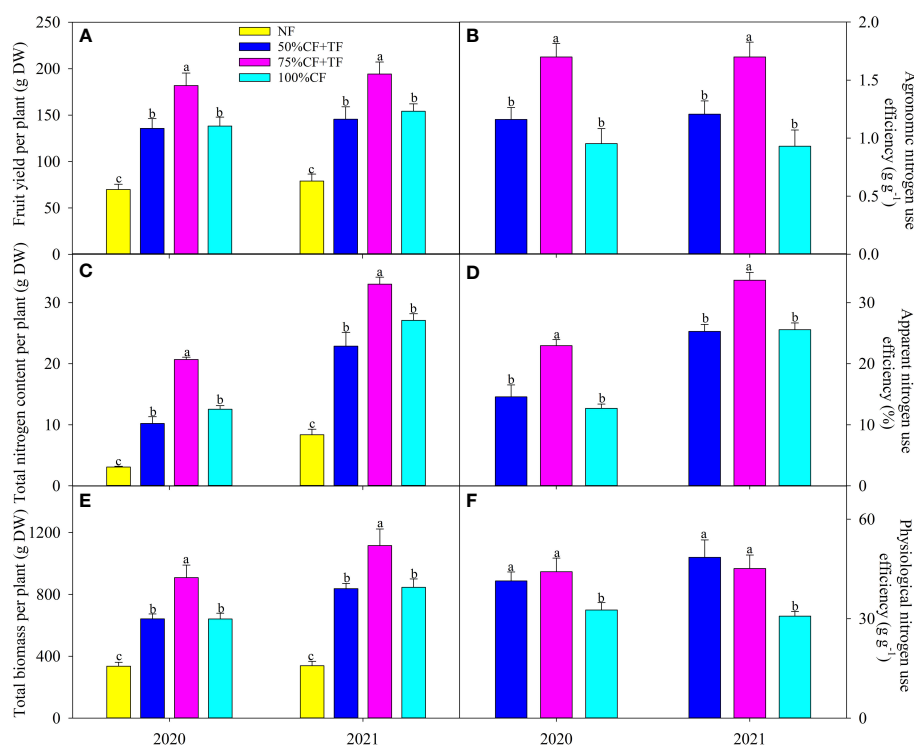 A
NF
50%CF+TF
75%CF+TF
100%CF
Fruit yield per plant (g DW)
250
200
150
100
50
0
c
b
a
b
c
b
a
b
B
b
a
b
b
a
b
2.0
1.5
1.0
0.5
0.0
Agronomic nitrogen use
efficiency (g g⁻¹)
C
Total nitrogen content per plant (g DW)
30
20
10
0
c
b
a
b
c
b
a
b
D
b
a
b
b
a
b
30
20
10
0
Apparent nitrogen use
efficiency (%)
E
Total biomass per plant (g DW)
1200
800
400
0
c
b
a
b
c
b
a
b
2020
2021
F
a
a
b
a
a
b
60
30
0
Physiological nitrogen use
efficiency (g g⁻¹)
2020
2021